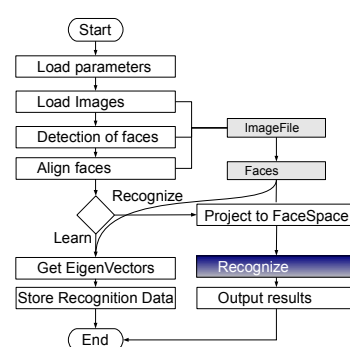 Start
Load parameters
Load Images
ImageFile
Detection of faces
Align faces
Faces
Recognize
Project to FaceSpace
Learn
Get EigenVectors
Recognize
Store Recognition Data
Output results
End